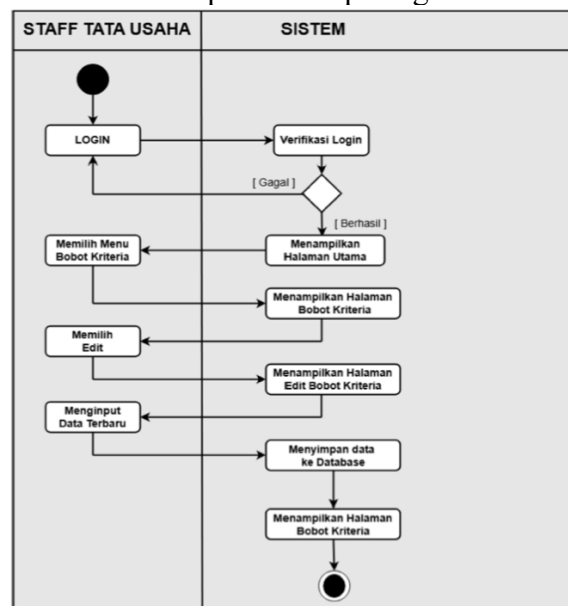 STAFF TATA USAHA
SISTEM
LOGIN
Verifikasi Login
[ Gagal ]
[ Berhasil ]
Memilih Menu
Bobot Kriteria
Menampilkan
Halaman Utama
Menampilkan Halaman
Bobot Kriteria
Memilih
Edit
Menampilkan Halaman
Edit Bobot Kriteria
Menginput
Data Terbaru
Menyimpan data
ke Database
Menampilkan Halaman
Bobot Kriteria